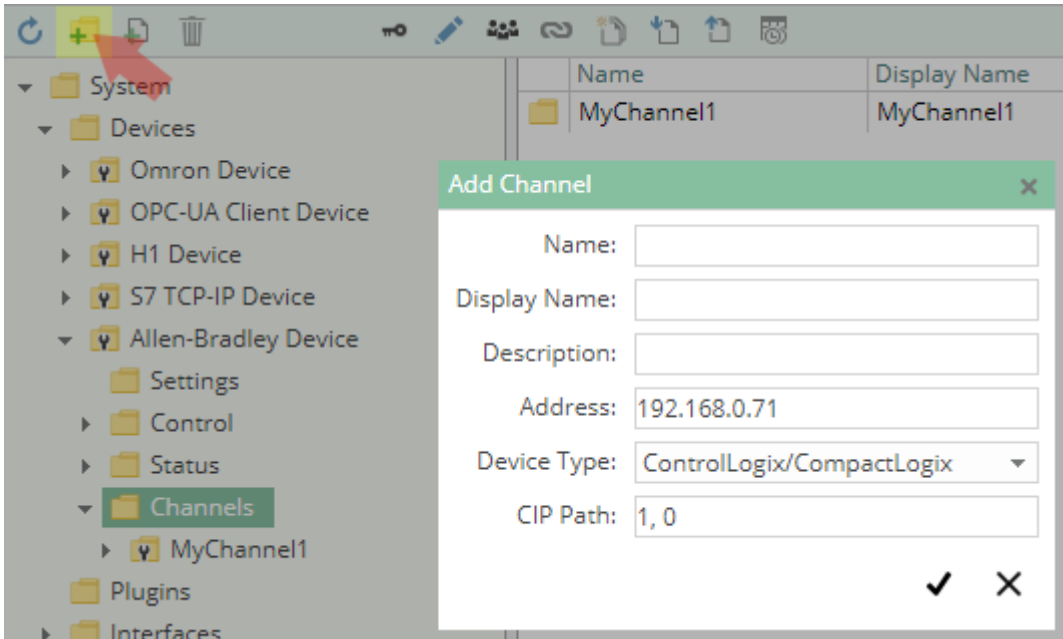 System
Devices
Omron Device
OPC-UA Client Device
H1 Device
S7 TCP-IP Device
Allen-Bradley Device
Settings
Control
Status
Channels
MyChannel1
Plugins
Interfaces
Name Display Name
MyChannel1 MyChannel1
Add Channel
Name:
Display Name:
Description:
Address: 192.168.0.71
Device Type: ControlLogix/CompactLogix
CIP Path: 1, 0